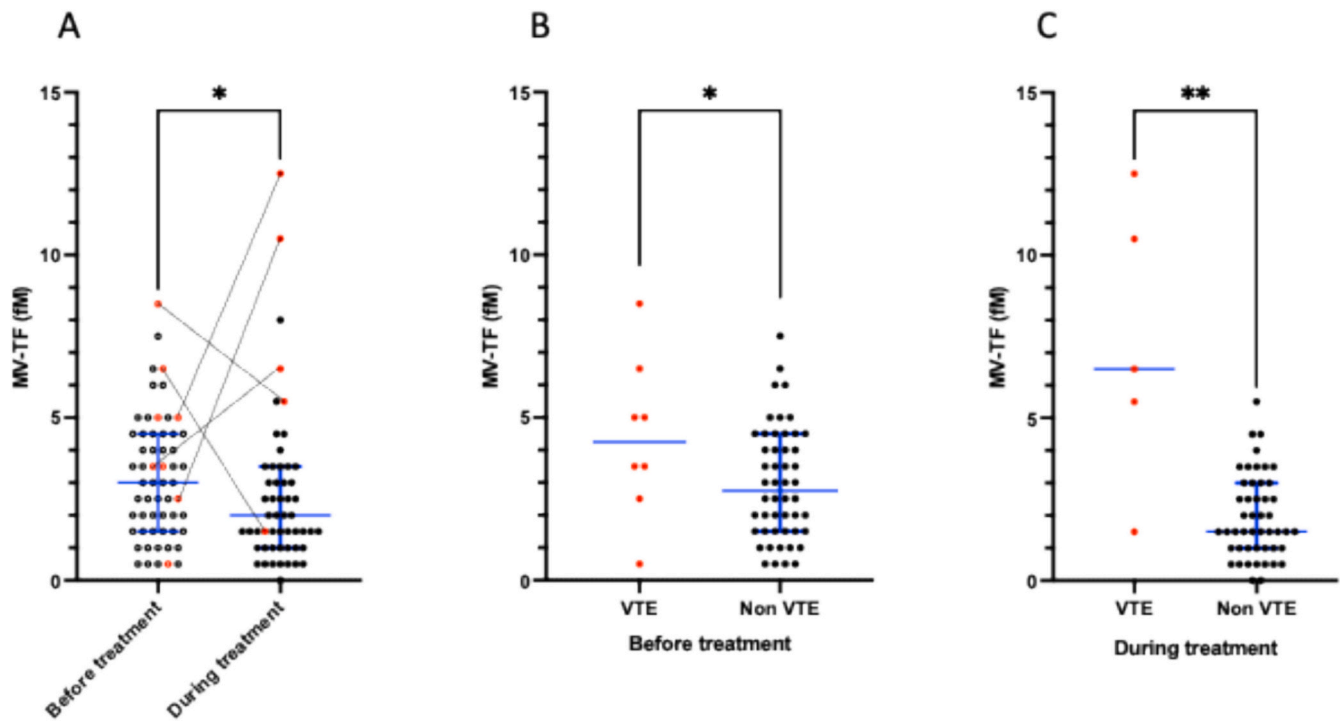 A
B
C
*
*
**
15
10
5
0
MV-TF (fM)
Before treatment
During treatment
15
10
5
0
MV-TF (fM)
VTE
Non VTE
Before treatment
15
10
5
0
MV-TF (fM)
VTE
Non VTE
During treatment